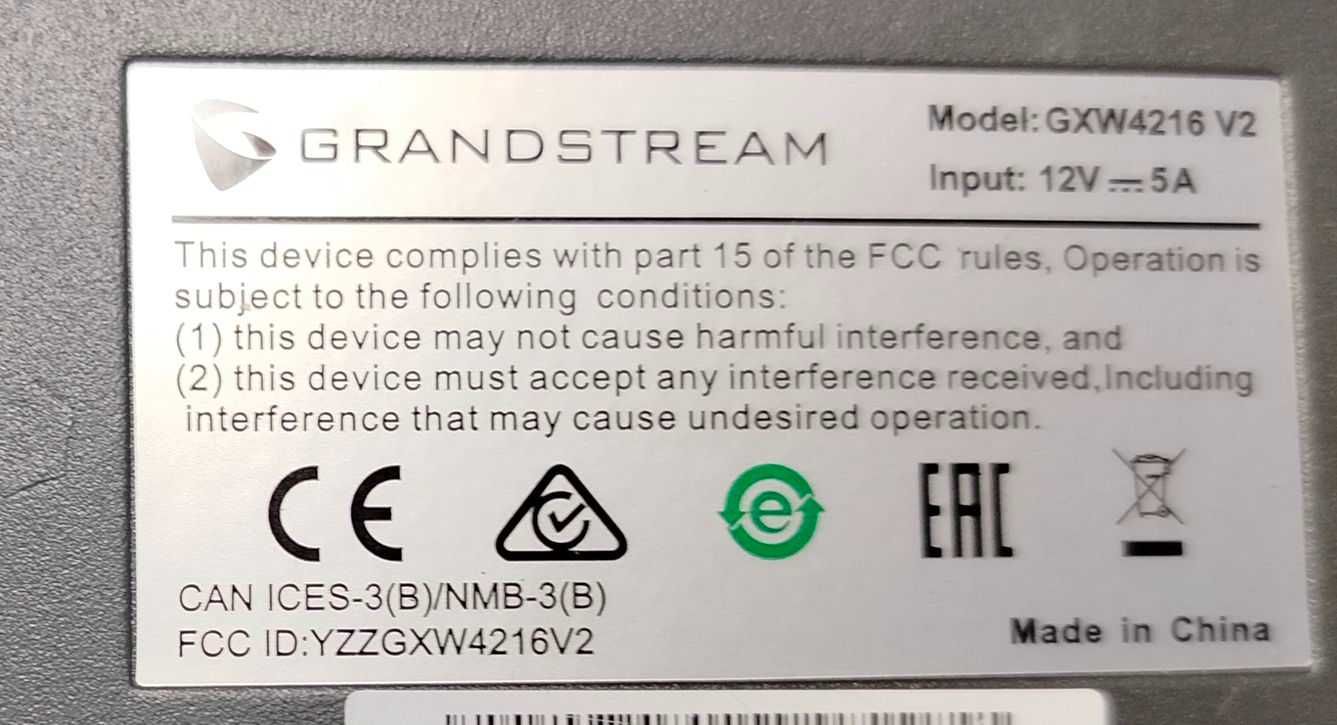 GRANDSTREAM
Model: GXW4216 V2
Input: 12V ⎓ 5A
This device complies with part 15 of the FCC rules, Operation is
subject to the following conditions:
(1) this device may not cause harmful interference, and
(2) this device must accept any interference received,Including
interference that may cause undesired operation.
CE
e
EAC
CAN ICES-3(B)/NMB-3(B)
FCC ID:YZZGXW4216V2
Made in China